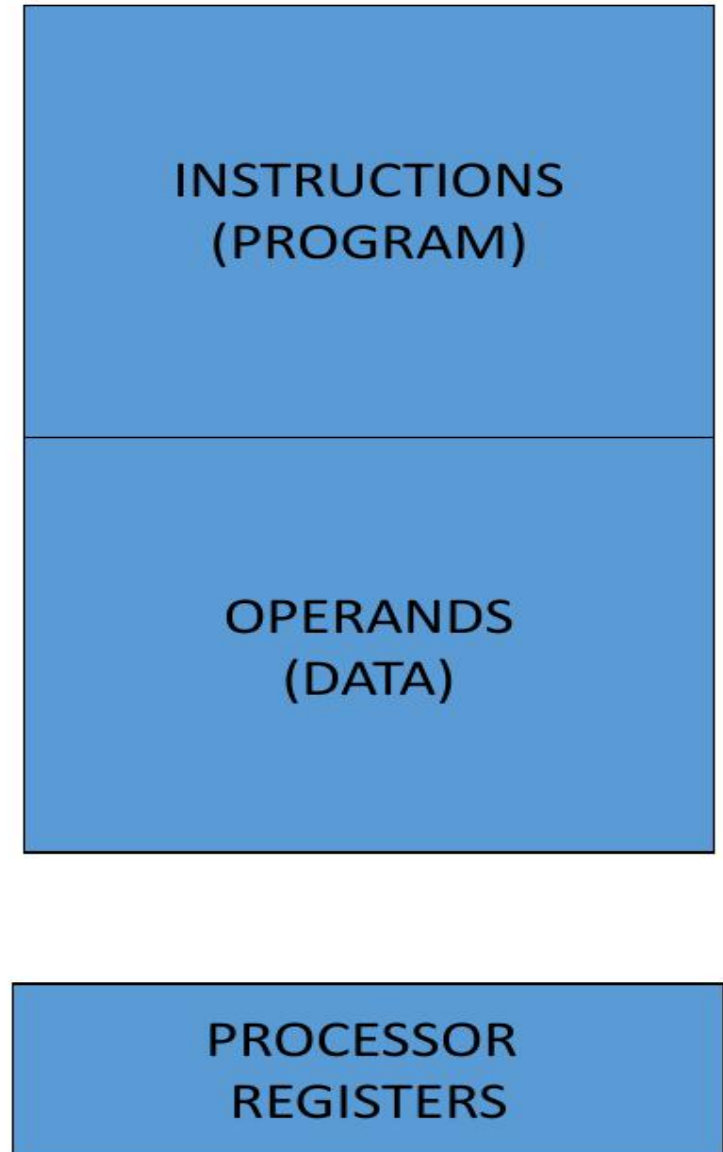 INSTRUCTIONS
(PROGRAM)
OPERANDS
(DATA)
PROCESSOR
REGISTERS